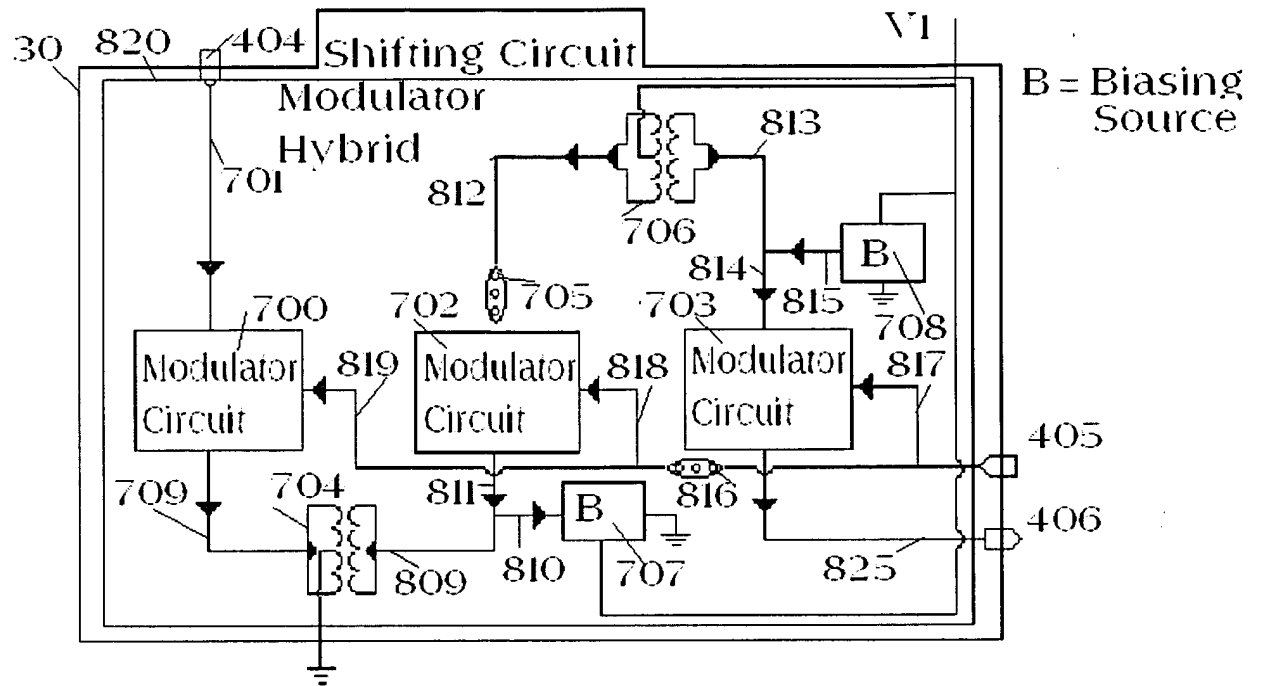 V1
30
820
404
Shifting Circuit
B = Biasing
Source
Modulator
Hybrid
813
701
812
706
B
814
815
708
705
700
702
703
Modulator
Circuit
819
Modulator
Circuit
818
Modulator
Circuit
817
405
816
709
704
811
B
406
809
810
707
825